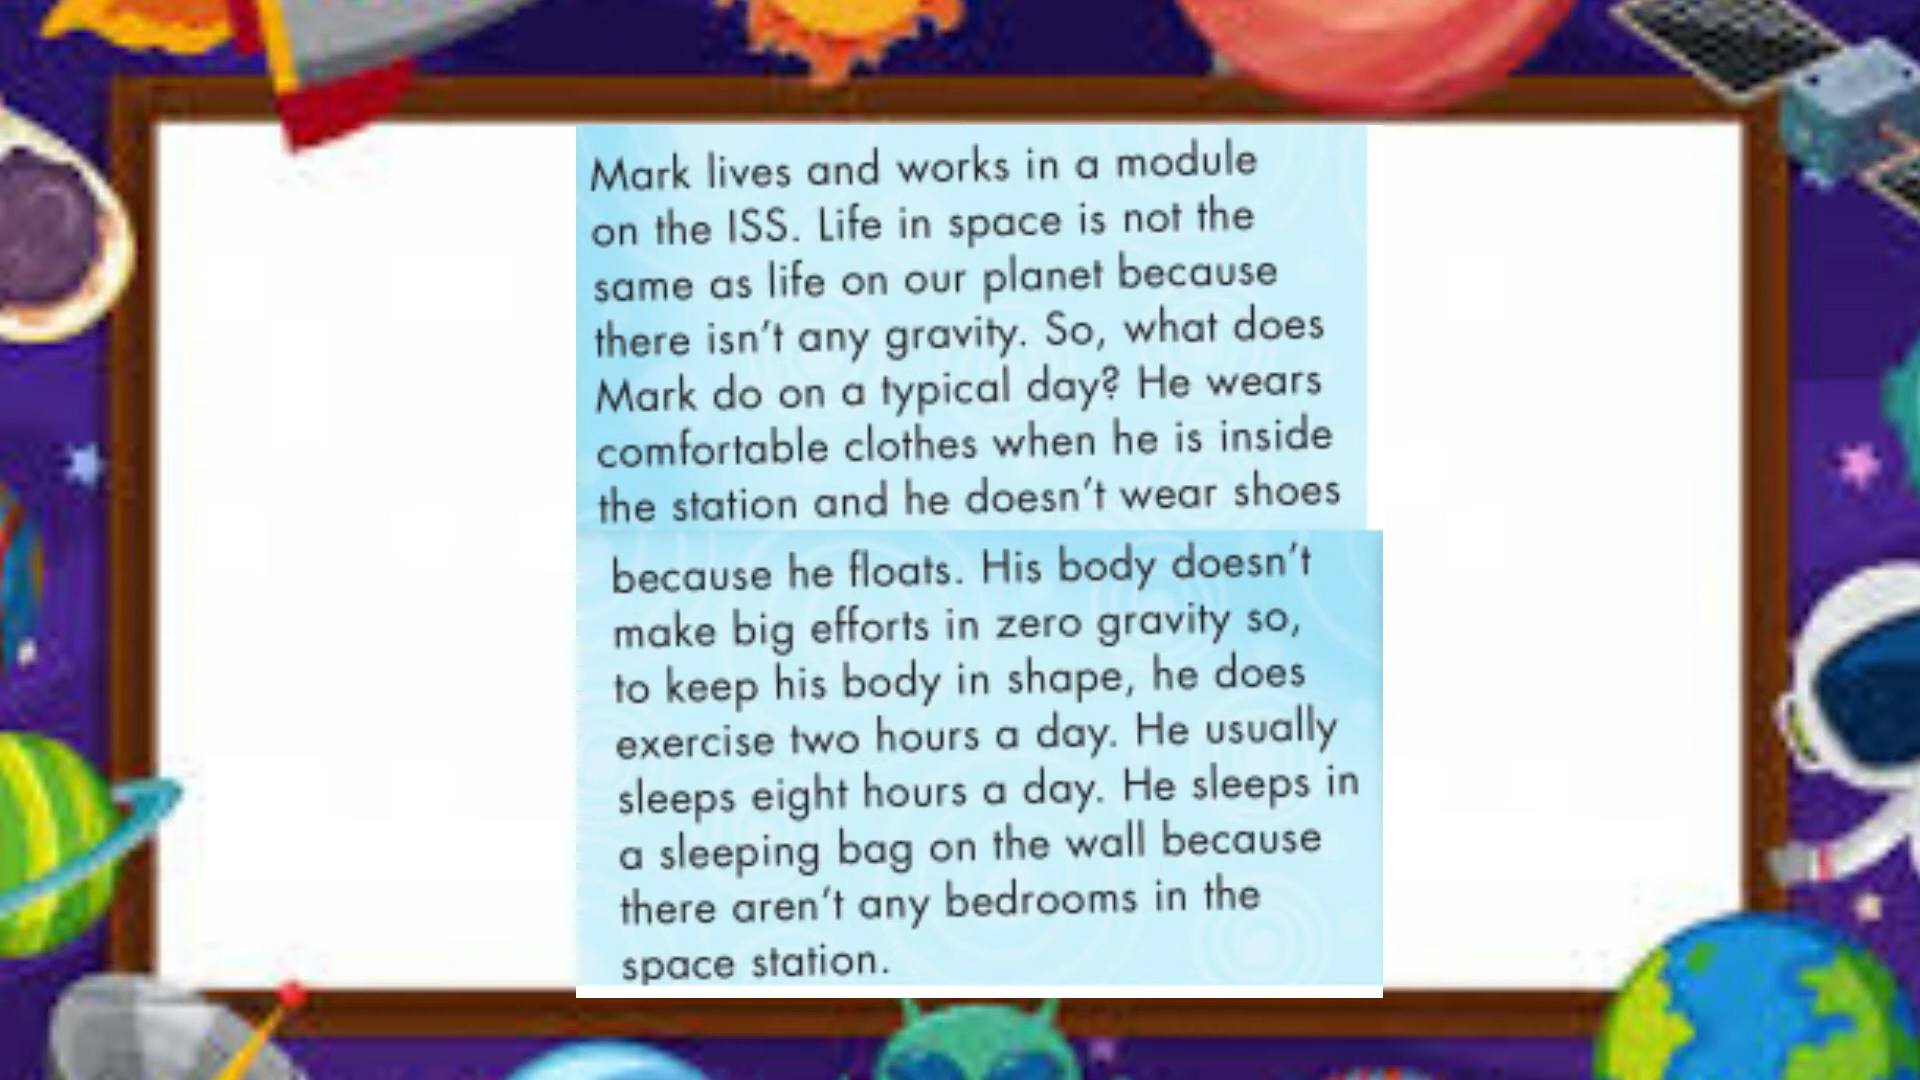 Mark lives and works in a module
on the ISS. Life in space is not the
same as life on our planet because
there isn't any gravity. So, what does
Mark do on a typical day? He wears
comfortable clothes when he is inside
the station and he doesn't wear shoes
because he floats. His body doesn't
make big efforts in zero gravity so,
to keep his body in shape, he does
exercise two hours a day. He usually
sleeps eight hours a day. He sleeps in
a sleeping bag on the wall because
there aren't any bedrooms in the
space station.